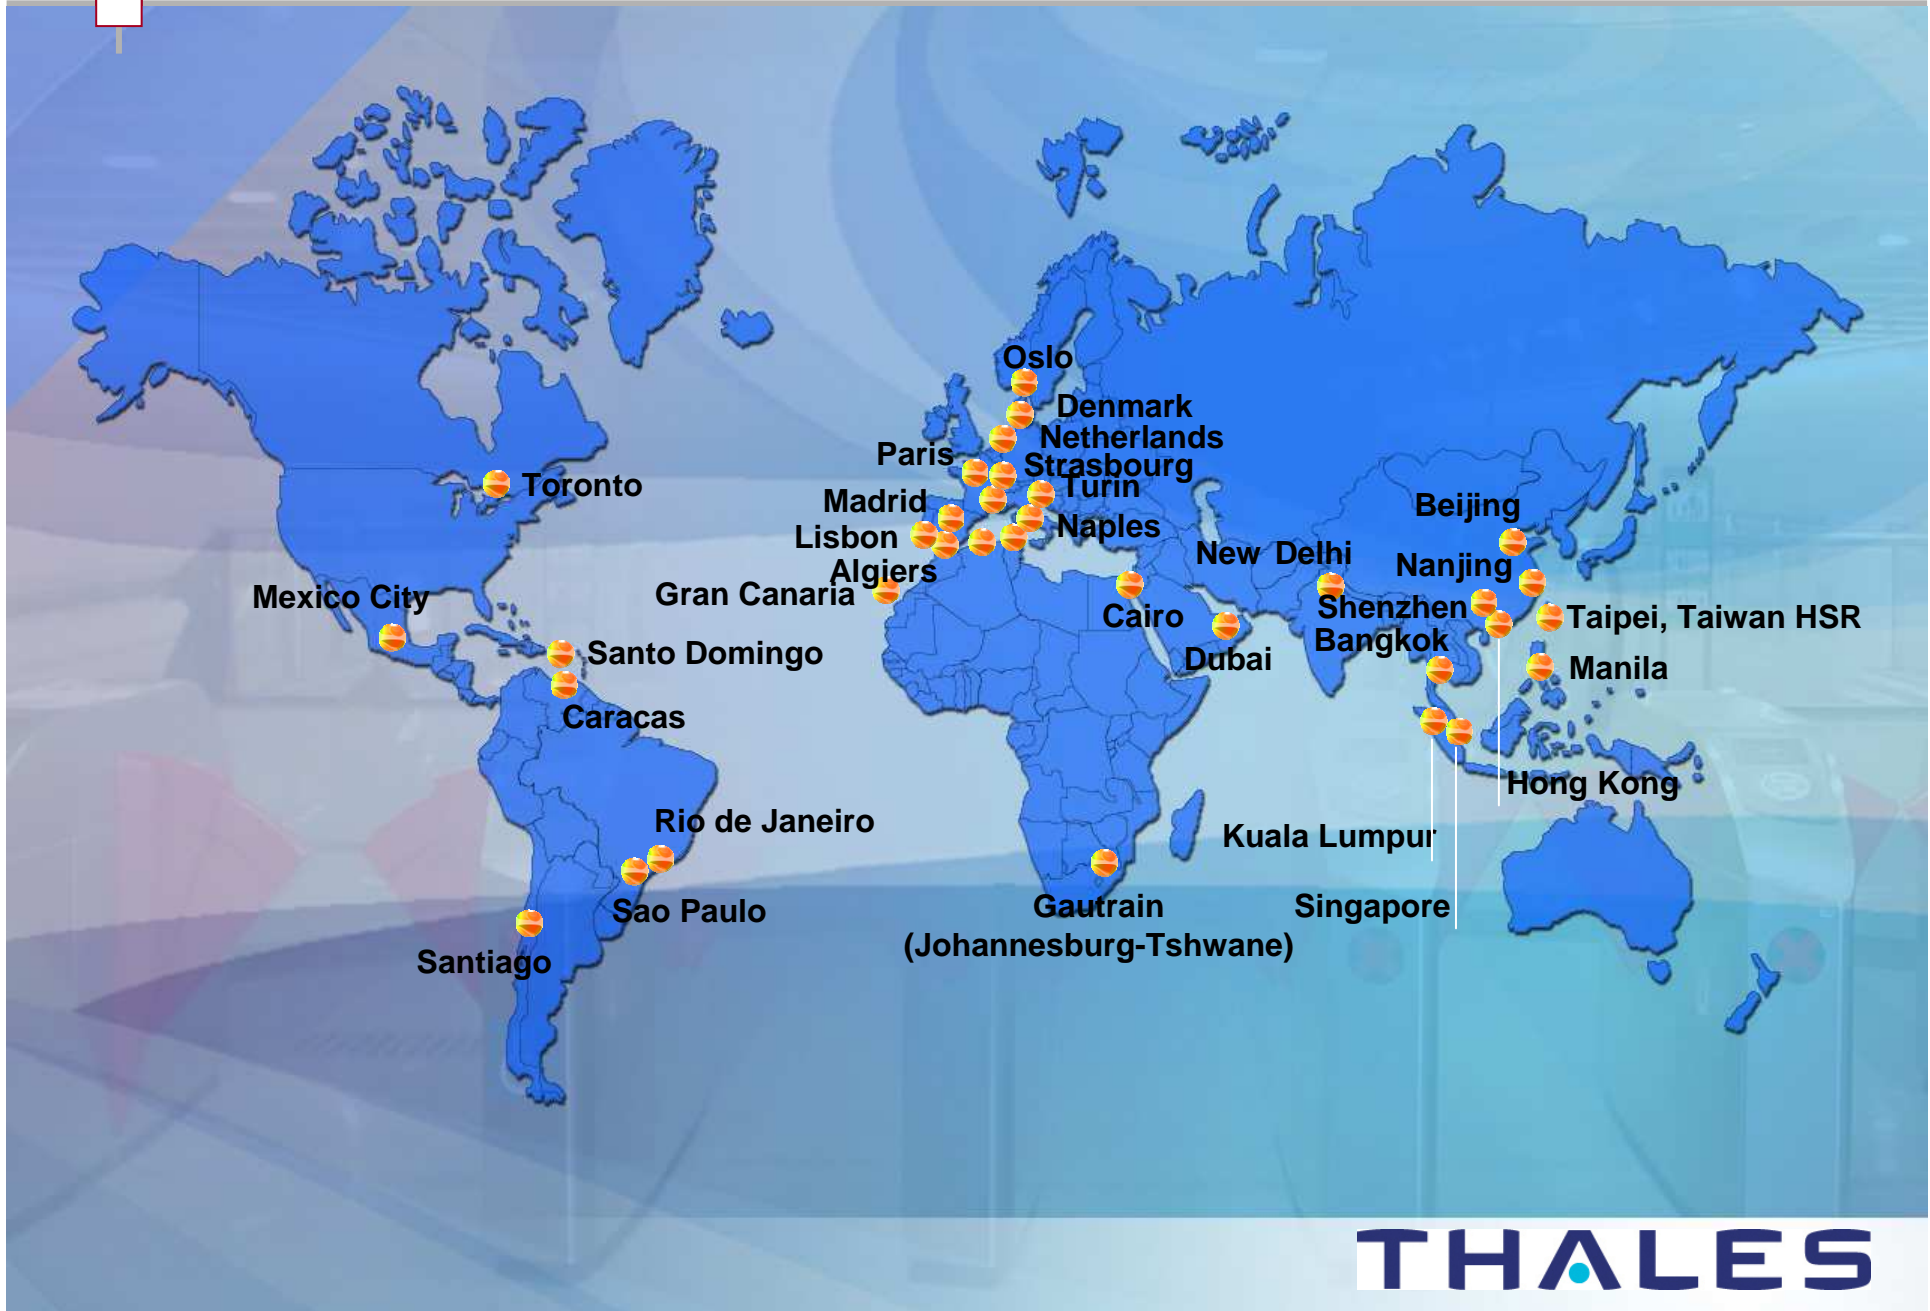 Oslo
Denmark
Netherlands
Paris
Strasbourg
Toronto
Turin
Madrid
Beijing
Naples
Lisbon
New Delhi
Nanjing
Algiers
Gran Canaria
Mexico City
Shenzhen
Cairo
Taipei, Taiwan HSR
Bangkok
Santo Domingo
Dubai
Manila
Caracas
Hong Kong
Rio de Janeiro
Kuala Lumpur
Sao Paulo
Gautrain
(Johannesburg-Tshwane)
Singapore
Santiago
THALES